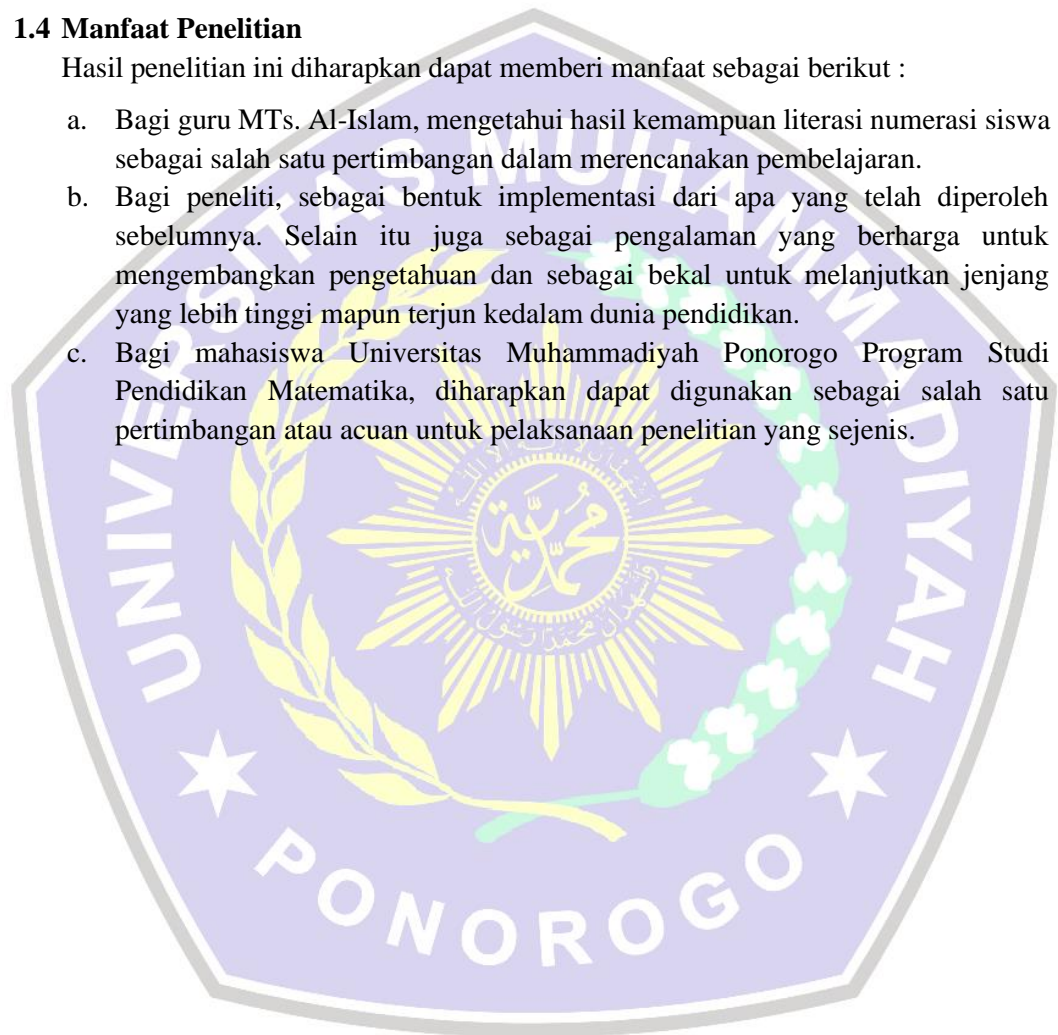 1.4 Manfaat Penelitian
Hasil penelitian ini diharapkan dapat memberi manfaat sebagai berikut :
a. Bagi guru MTs. Al-Islam, mengetahui hasil kemampuan literasi numerasi siswa
sebagai salah satu pertimbangan dalam merencanakan pembelajaran.
b. Bagi peneliti, sebagai bentuk implementasi dari apa yang telah diperoleh
sebelumnya. Selain itu juga sebagai pengalaman yang berharga untuk
mengembangkan pengetahuan dan sebagai bekal untuk melanjutkan jenjang
yang lebih tinggi mapun terjun kedalam dunia pendidikan.
c. Bagi mahasiswa Universitas Muhammadiyah Ponorogo Program Studi
Pendidikan Matematika, diharapkan dapat digunakan sebagai salah satu
pertimbangan atau acuan untuk pelaksanaan penelitian yang sejenis.
UNIVERSITAS MUHAMMADIYAH
محمدية
PONOROGO